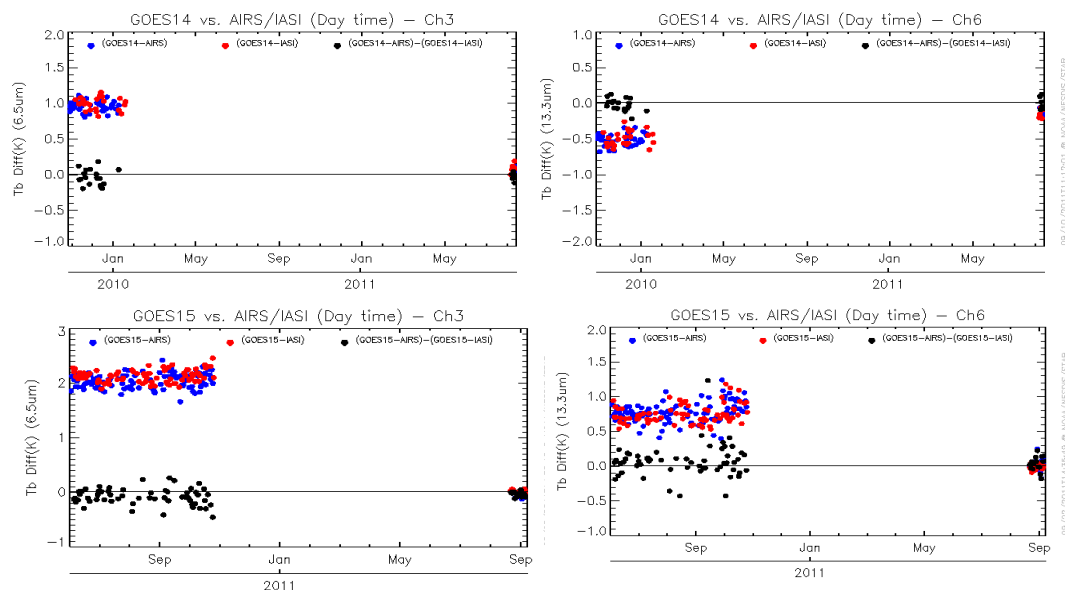 GOES14 vs. AIRS/IASI (Day time) – Ch3
(GOES14–AIRS) (GOES14–IASI) (GOES14–AIRS)–(GOES14–IASI)
Tb Diff(K) (6.5um)
2.0
1.5
1.0
0.5
0.0
−0.5
−1.0
Jan May Sep Jan May
2010 2011
GOES14 vs. AIRS/IASI (Day time) – Ch6
(GOES14–AIRS) (GOES14–IASI) (GOES14–AIRS)–(GOES14–IASI)
Tb Diff(K) (13.3um)
1.0
0.5
0.0
−0.5
−1.0
−1.5
−2.0
Jan May Sep Jan May
2010 2011
GOES15 vs. AIRS/IASI (Day time) – Ch3
(GOES15–AIRS) (GOES15–IASI) (GOES15–AIRS)–(GOES15–IASI)
Tb Diff(K) (6.5um)
3
2
1
0
−1
Sep Jan May Sep
2011
GOES15 vs. AIRS/IASI (Day time) – Ch6
(GOES15–AIRS) (GOES15–IASI) (GOES15–AIRS)–(GOES15–IASI)
Tb Diff(K) (13.3um)
2.0
1.5
1.0
0.5
0.0
−0.5
−1.0
Sep Jan May Sep
2011